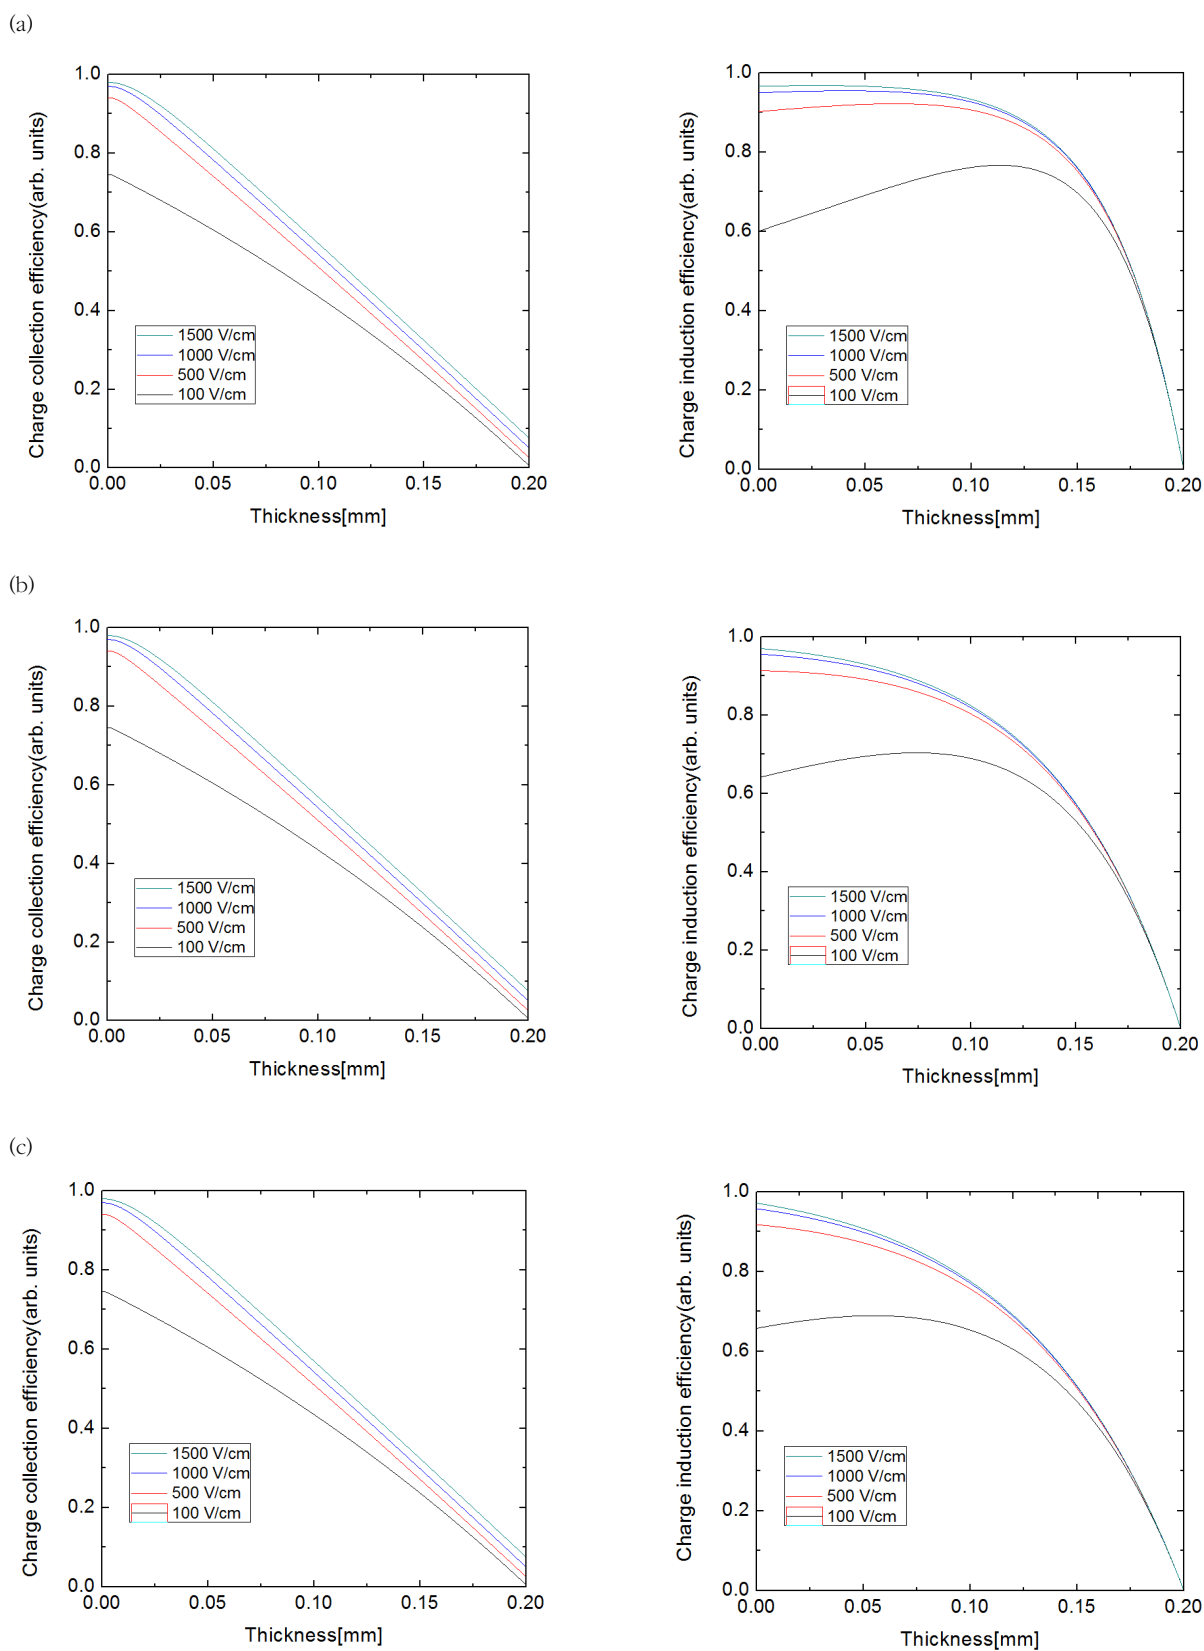 (a)
1.0
0.8
0.6
0.4
0.2
0.0
0.00 0.05 0.10 0.15 0.20
Charge collection efficiency(arb. units)
Thickness[mm]
1500 V/cm
1000 V/cm
500 V/cm
100 V/cm
1.0
0.8
0.6
0.4
0.2
0.0
0.00 0.05 0.10 0.15 0.20
Charge induction efficiency(arb. units)
Thickness[mm]
1500 V/cm
1000 V/cm
500 V/cm
100 V/cm
(b)
1.0
0.8
0.6
0.4
0.2
0.0
0.00 0.05 0.10 0.15 0.20
Charge collection efficiency(arb. units)
Thickness[mm]
1500 V/cm
1000 V/cm
500 V/cm
100 V/cm
1.0
0.8
0.6
0.4
0.2
0.0
0.00 0.05 0.10 0.15 0.20
Charge induction efficiency(arb. units)
Thickness[mm]
1500 V/cm
1000 V/cm
500 V/cm
100 V/cm
(c)
1.0
0.8
0.6
0.4
0.2
0.0
0.00 0.05 0.10 0.15 0.20
Charge collection efficiency(arb. units)
Thickness[mm]
1500 V/cm
1000 V/cm
500 V/cm
100 V/cm
1.0
0.8
0.6
0.4
0.2
0.0
0.00 0.05 0.10 0.15 0.20
Charge induction efficiency(arb. units)
Thickness[mm]
1500 V/cm
1000 V/cm
500 V/cm
100 V/cm